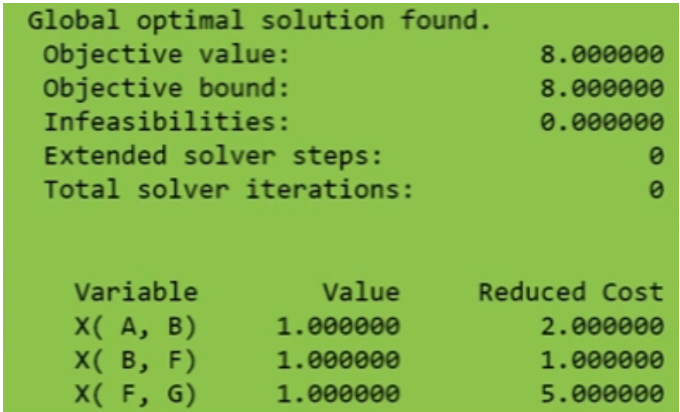 Global optimal solution found.
Objective value: 8.000000
Objective bound: 8.000000
Infeasibilities: 0.000000
Extended solver steps: 0
Total solver iterations: 0
Variable Value Reduced Cost
X( A, B) 1.000000 2.000000
X( B, F) 1.000000 1.000000
X( F, G) 1.000000 5.000000